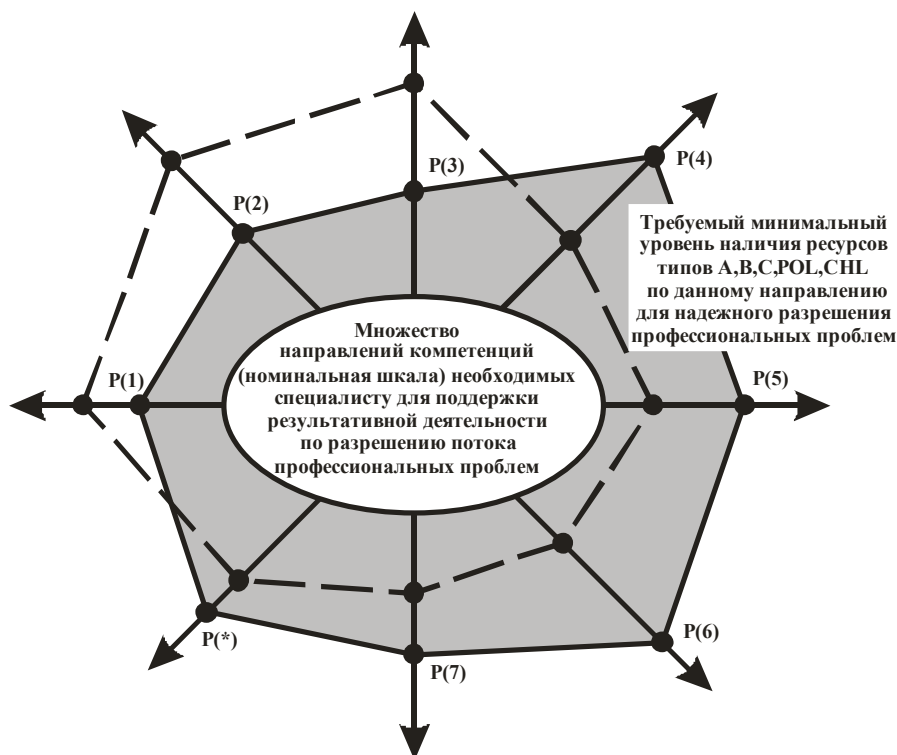 P(3)
P(4)
P(2)
Требуемый минимальный
уровень наличия ресурсов
типов A,B,C,POL,CHL
по данному направлению
для надежного разрешения
профессиональных проблем
Множество
направлений компетенций
(номинальная шкала) необходимых
специалисту для поддержки
результативной деятельности
по разрешению потока
профессиональных проблем
P(1)
P(5)
P(*)
P(7)
P(6)